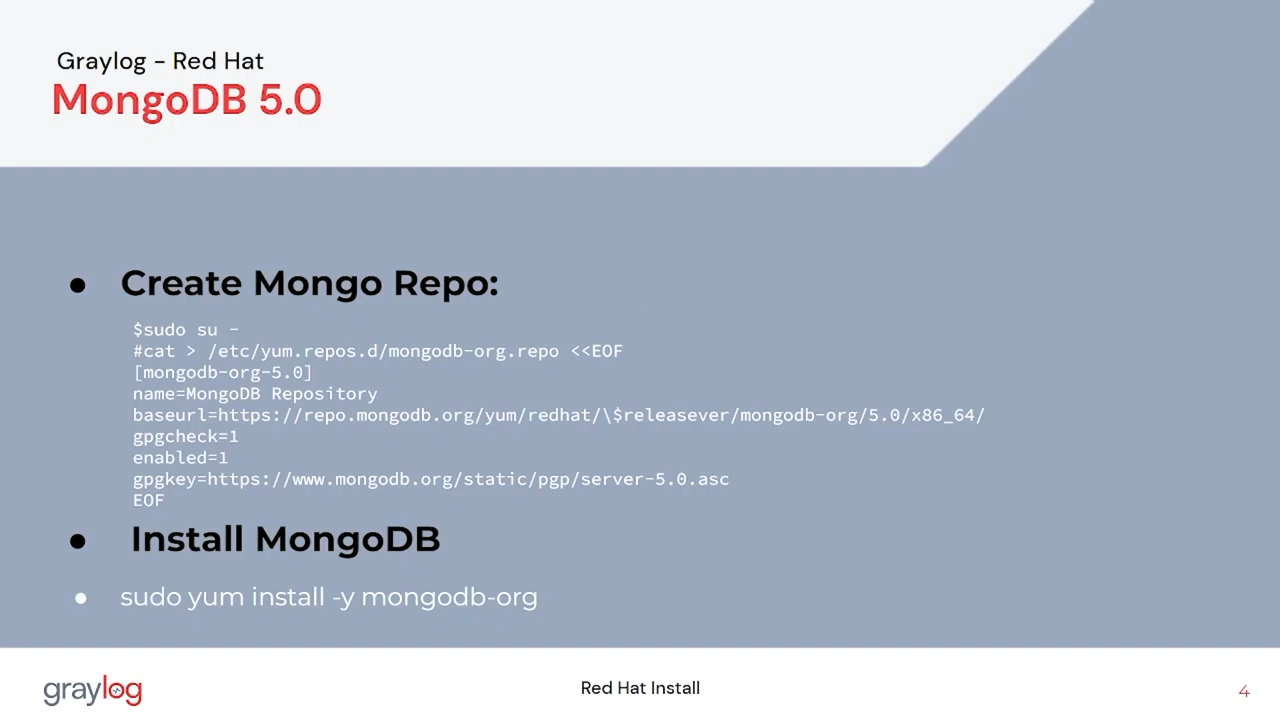 Graylog - Red Hat
MongoDB 5.0
● Create Mongo Repo:
$sudo su -
#cat > /etc/yum.repos.d/mongodb-org.repo <<EOF
[mongodb-org-5.0]
name=MongoDB Repository
baseurl=https://repo.mongodb.org/yum/redhat/\$releasever/mongodb-org/5.0/x86_64/
gpgcheck=1
enabled=1
gpgkey=https://www.mongodb.org/static/pgp/server-5.0.asc
EOF
● Install MongoDB
● sudo yum install -y mongodb-org
graylog
Red Hat Install
4